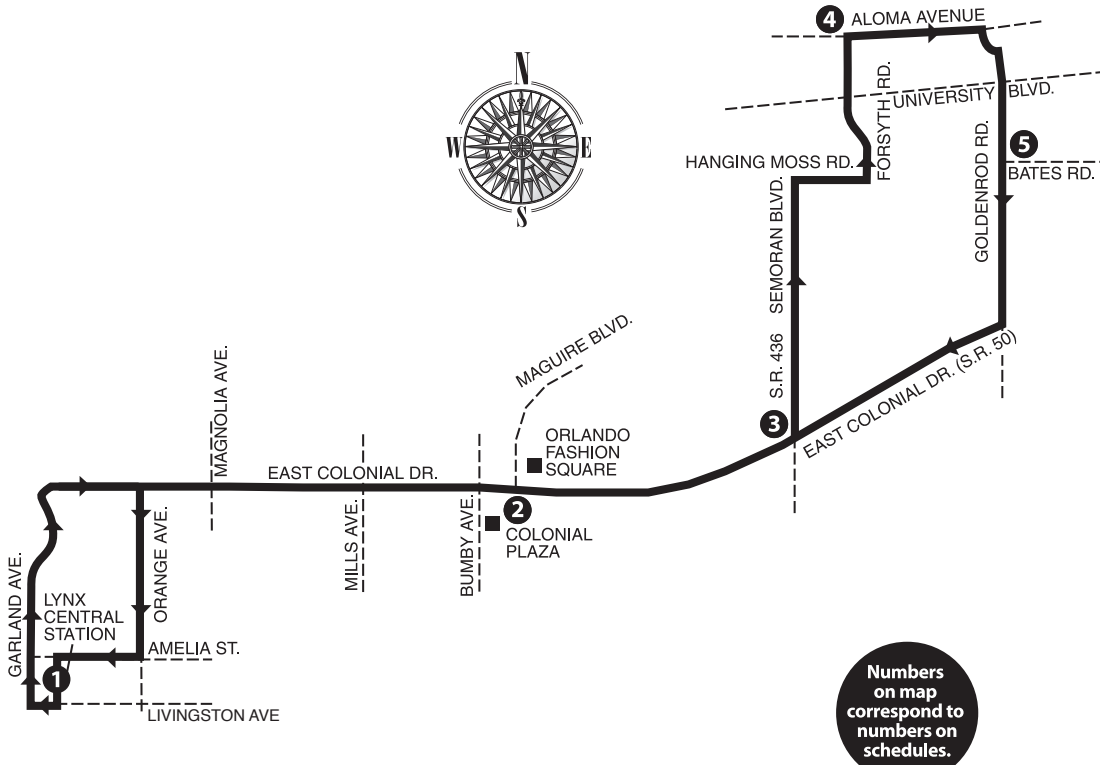 4
ALOMA AVENUE
N
W
E
S
FORSYTH RD.
UNIVERSITY BLVD.
HANGING MOSS RD.
GOLDENROD RD.
5
BATES RD.
S.R. 436 SEMORAN BLVD.
MAGUIRE BLVD.
EAST COLONIAL DR. (S.R. 50)
3
MAGNOLIA AVE.
ORLANDO
FASHION
SQUARE
EAST COLONIAL DR.
MILLS AVE.
BUMBY AVE.
2
COLONIAL
PLAZA
GARLAND AVE.
ORANGE AVE.
LYNX
CENTRAL
STATION
1
AMELIA ST.
LIVINGSTON AVE
Numbers
on map
correspond to
numbers on
schedules.